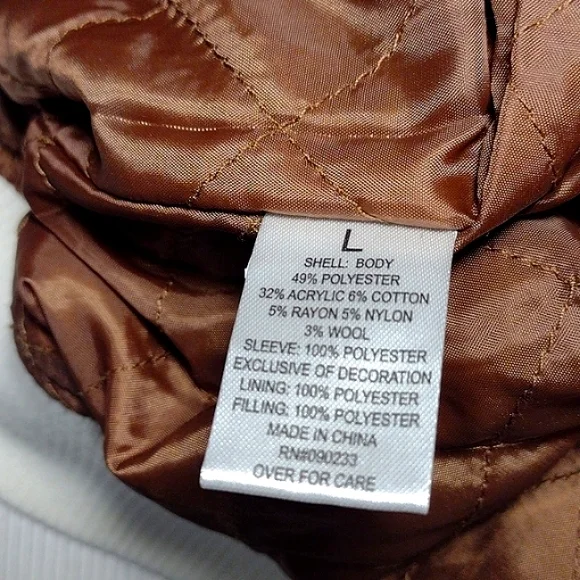 L
SHELL: BODY
49% POLYESTER
32% ACRYLIC 6% COTTON
5% RAYON 5% NYLON
3% WOOL
SLEEVE: 100% POLYESTER
EXCLUSIVE OF DECORATION
LINING: 100% POLYESTER
FILLING: 100% POLYESTER
MADE IN CHINA
RN#090233
OVER FOR CARE